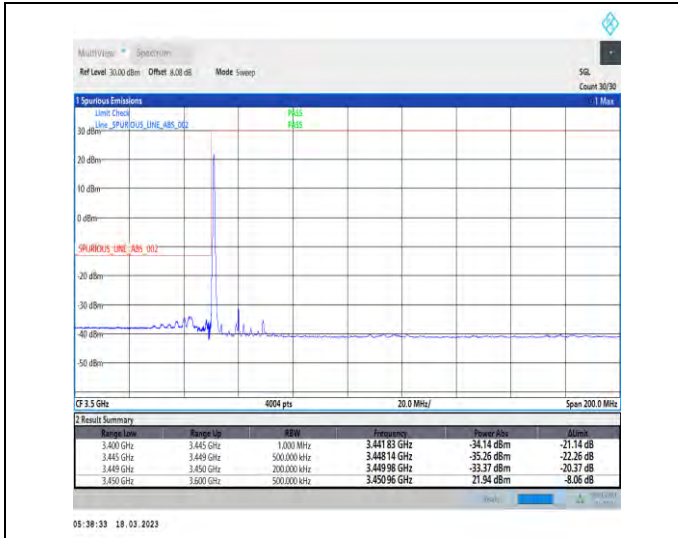 MultiView Spectrum
Ref Level 30.00 dBm Offset 8.08 dB Mode Sweep SGL
Count 30/30
1 Spurious Emissions 1 Max
Limit Check PASS
Line _SPURIOUS_LINE_ABS_002 PASS
30 dBm
20 dBm
10 dBm
0 dBm
SPURIOUS_LINE_ABS_002
-20 dBm
-30 dBm
-40 dBm
-50 dBm
CF 3.5 GHz 4004 pts 20.0 MHz/ Span 200.0 MHz
2 Result Summary
Range Low Range Up RBW Frequency Power Abs ΔLimit
3.400 GHz 3.445 GHz 1.000 MHz 3.441 83 GHz -34.14 dBm -21.14 dB
3.445 GHz 3.449 GHz 500.000 kHz 3.448 14 GHz -35.26 dBm -22.26 dB
3.449 GHz 3.450 GHz 200.000 kHz 3.449 98 GHz -33.37 dBm -20.37 dB
3.450 GHz 3.600 GHz 500.000 kHz 3.450 96 GHz 21.94 dBm -8.06 dB
05:38:33 18.03.2023